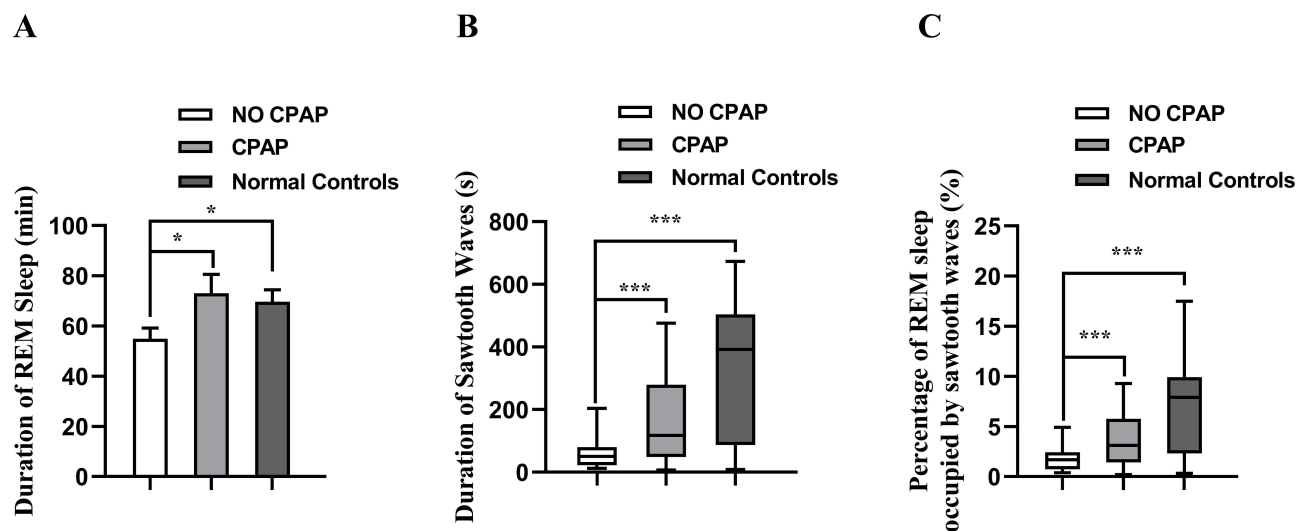 A
NO CPAP
CPAP
Normal Controls
Duration of REM Sleep (min)
100
80
60
40
20
0
*
*
B
NO CPAP
CPAP
Normal Controls
Duration of Sawtooth Waves (s)
800
600
400
200
0
***
***
C
NO CPAP
CPAP
Normal Controls
Percentage of REM sleep
occupied by sawtooth waves (%)
25
20
15
10
5
0
***
***